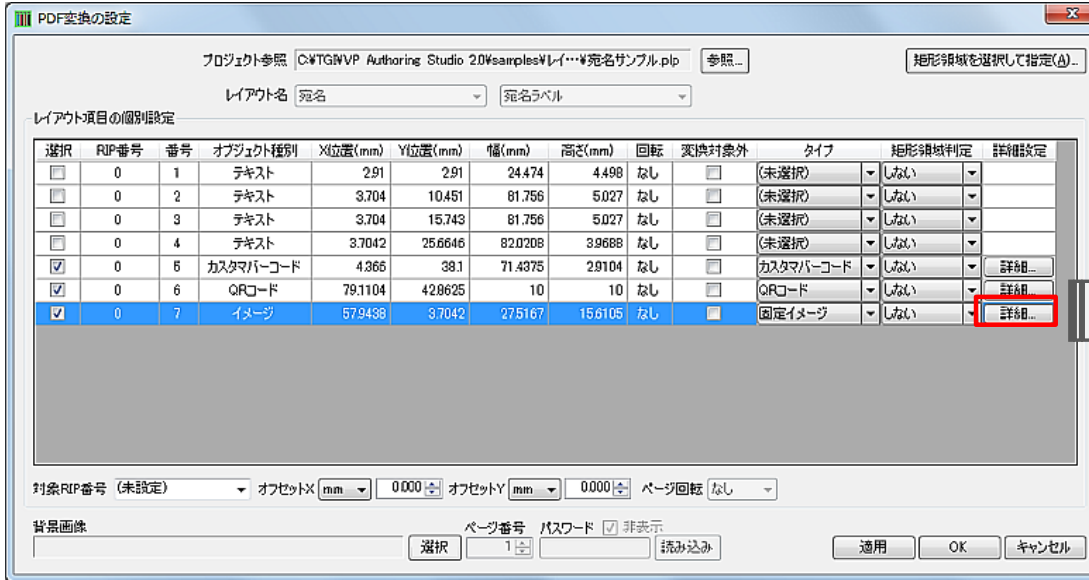 PDF変換の設定
プロジェクト参照 C:¥TGI¥VP Authoring Studio 2.0¥samples¥レイ…¥宛名サンプル.plp 参照... 矩形領域を選択して指定(A)...
レイアウト名 宛名 宛名ラベル
レイアウト項目の個別設定
選択 RIP番号 番号 オブジェクト種別 X位置(mm) Y位置(mm) 幅(mm) 高さ(mm) 回転 変換対象外 タイプ 矩形領域判定 詳細設定
0 1 テキスト 2.91 2.91 24.474 4.498 なし (未選択) しない
0 2 テキスト 3.704 10.451 81.756 5.027 なし (未選択) しない
0 3 テキスト 3.704 15.743 81.756 5.027 なし (未選択) しない
0 4 テキスト 3.7042 25.6646 82.0208 3.9688 なし (未選択) しない
0 5 カスタマバーコード 4.365 38.1 71.4375 2.9104 なし カスタマバーコード しない 詳細...
0 6 QRコード 79.1104 42.8625 10 10 なし QRコード しない 詳細...
0 7 イメージ 57.9438 3.7042 27.5167 15.6105 なし 固定イメージ しない 詳細...
対象RIP番号 (未設定) オフセットX mm 0.000 オフセットY mm 0.000 ページ回転 なし
背景画像 ページ番号 パスワード 非表示
選択 1 読み込み 適用 OK キャンセル